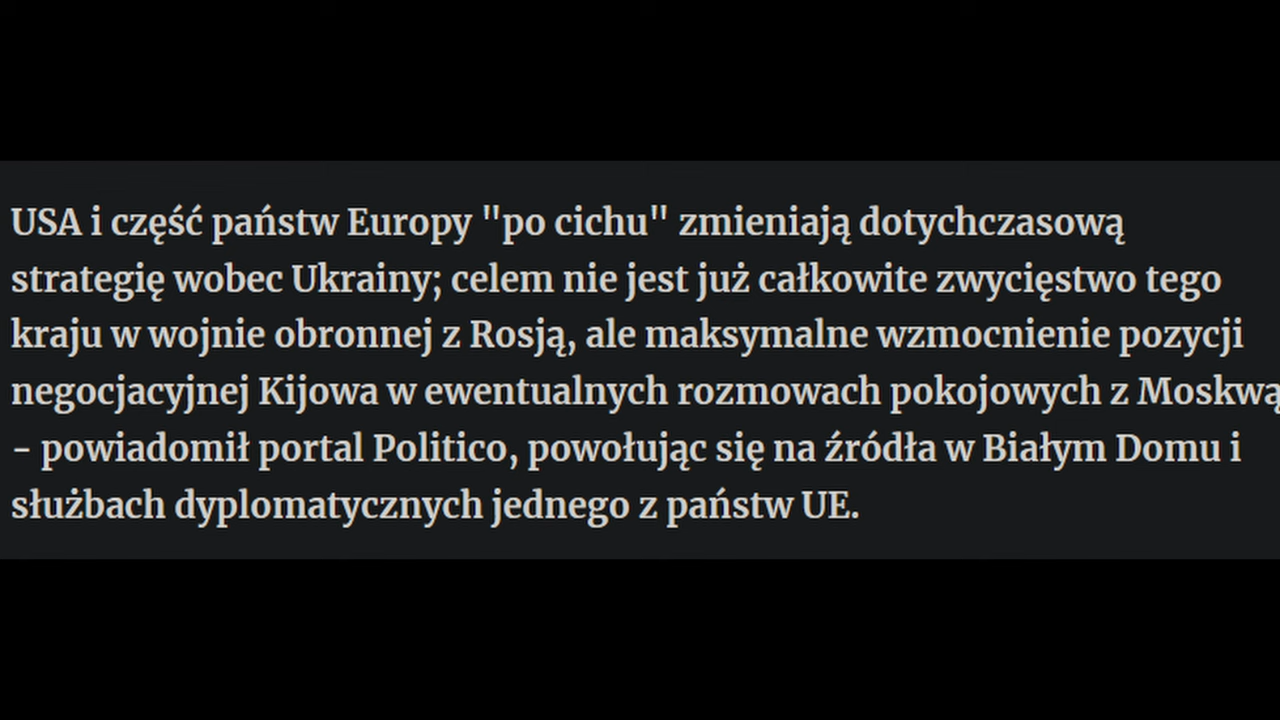 USA i część państw Europy "po cichu" zmieniają dotychczasową
strategię wobec Ukrainy; celem nie jest już całkowite zwycięstwo tego
kraju w wojnie obronnej z Rosją, ale maksymalne wzmocnienie pozycji
negocjacyjnej Kijowa w ewentualnych rozmowach pokojowych z Moskwą
- powiadomił portal Politico, powołując się na źródła w Białym Domu i
służbach dyplomatycznych jednego z państw UE.